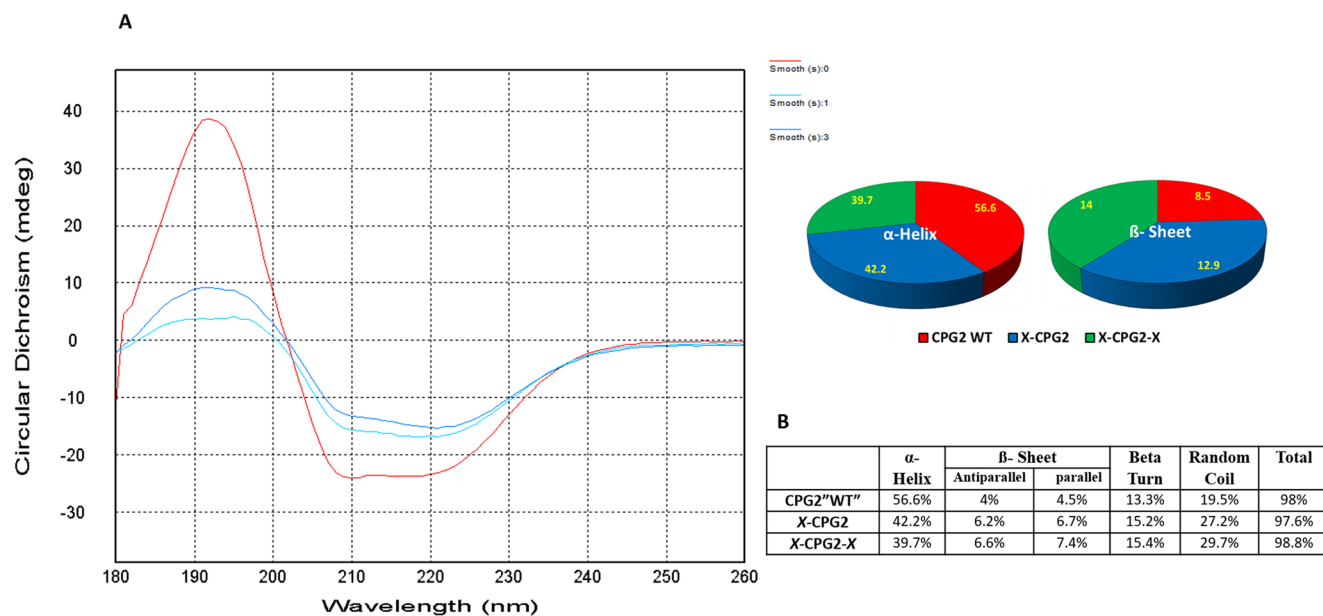 A
Smooth (s):0
Smooth (s):1
Smooth (s):3
Circular Dichroism (mdeg)
40
30
20
10
0
-10
-20
-30
180 190 200 210 220 230 240 250 260
Wavelength (nm)
39.7 56.6 42.2 α-Helix
14 8.5 12.9 ß- Sheet
CPG2 WT X-CPG2 X-CPG2-X
B
α- Helix ß- Sheet Beta Turn Random Coil Total
Antiparallel parallel
CPG2”WT” 56.6% 4% 4.5% 13.3% 19.5% 98%
X-CPG2 42.2% 6.2% 6.7% 15.2% 27.2% 97.6%
X-CPG2-X 39.7% 6.6% 7.4% 15.4% 29.7% 98.8%